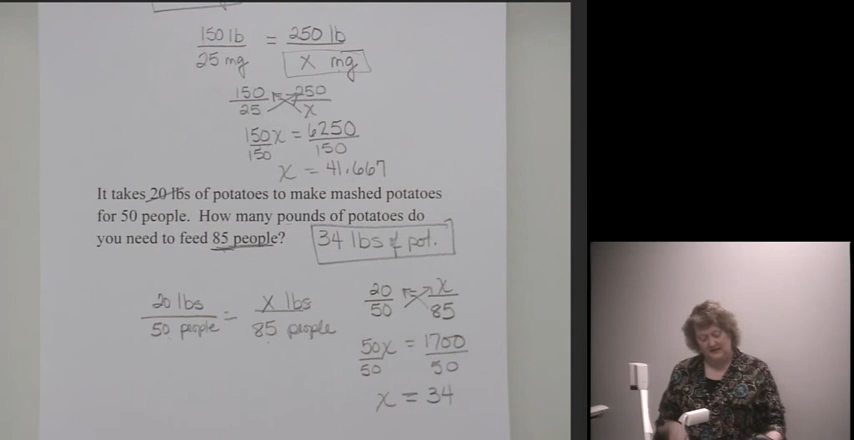 150 lb = 250 lb
25 mg x mg
150 250
25 x
150x = 6250
150 150
x = 41.667
It takes 20 lbs of potatoes to make mashed potatoes
for 50 people. How many pounds of potatoes do
you need to feed 85 people? 34 lbs of pot.
20 lbs = x lbs
50 people 85 people
20 x
50 85
50x = 1700
50 50
x = 34